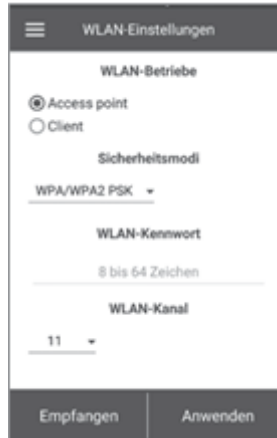 WLAN-Einstellungen
WLAN-Betriebe
Access point
Client
Sicherheitsmodi
WPA/WPA2 PSK
WLAN-Kennwort
8 bis 64 Zeichen
WLAN-Kanal
11
Empfangen Anwenden